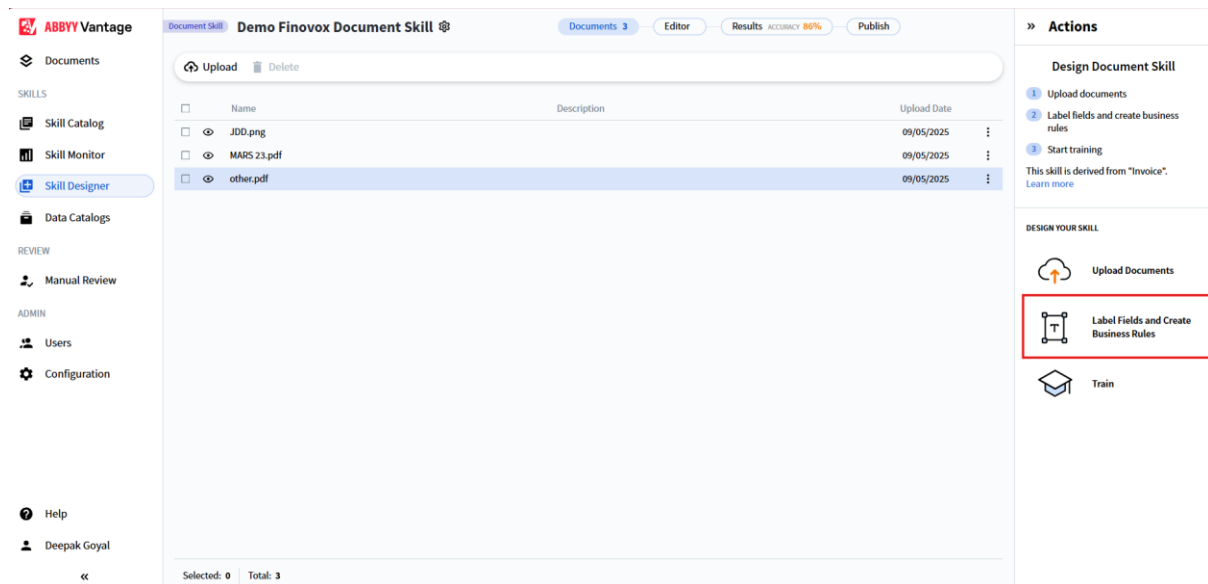 ABBYY Vantage
Documents
SKILLS
Skill Catalog
Skill Monitor
Skill Designer
Data Catalogs
REVIEW
Manual Review
ADMIN
Users
Configuration
Help
Deepak Goyal
«
Document Skill Demo Finovox Document Skill
Documents 3 Editor Results ACCURACY 86% Publish
Upload Delete
Name Description Upload Date
JDD.png 09/05/2025
MARS 23.pdf 09/05/2025
other.pdf 09/05/2025
Selected: 0 Total: 3
» Actions
Design Document Skill
1 Upload documents
2 Label fields and create business
rules
3 Start training
This skill is derived from "Invoice".
Learn more
DESIGN YOUR SKILL
Upload Documents
T
Label Fields and Create
Business Rules
Train